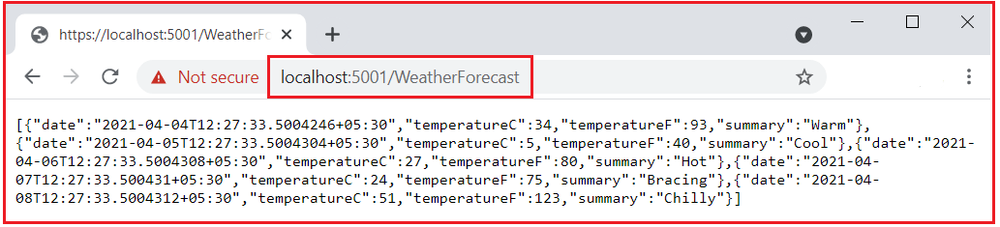 https://localhost:5001/WeatherFo
Not secure
localhost:5001/WeatherForecast
[{"date":"2021-04-04T12:27:33.5004246+05:30","temperatureC":34,"temperatureF":93,"summary":"Warm"},
{"date":"2021-04-05T12:27:33.5004304+05:30","temperatureC":5,"temperatureF":40,"summary":"Cool"},{"date":"2021-
04-06T12:27:33.5004308+05:30","temperatureC":27,"temperatureF":80,"summary":"Hot"},{"date":"2021-04-
07T12:27:33.500431+05:30","temperatureC":24,"temperatureF":75,"summary":"Bracing"},{"date":"2021-04-
08T12:27:33.5004312+05:30","temperatureC":51,"temperatureF":123,"summary":"Chilly"}]